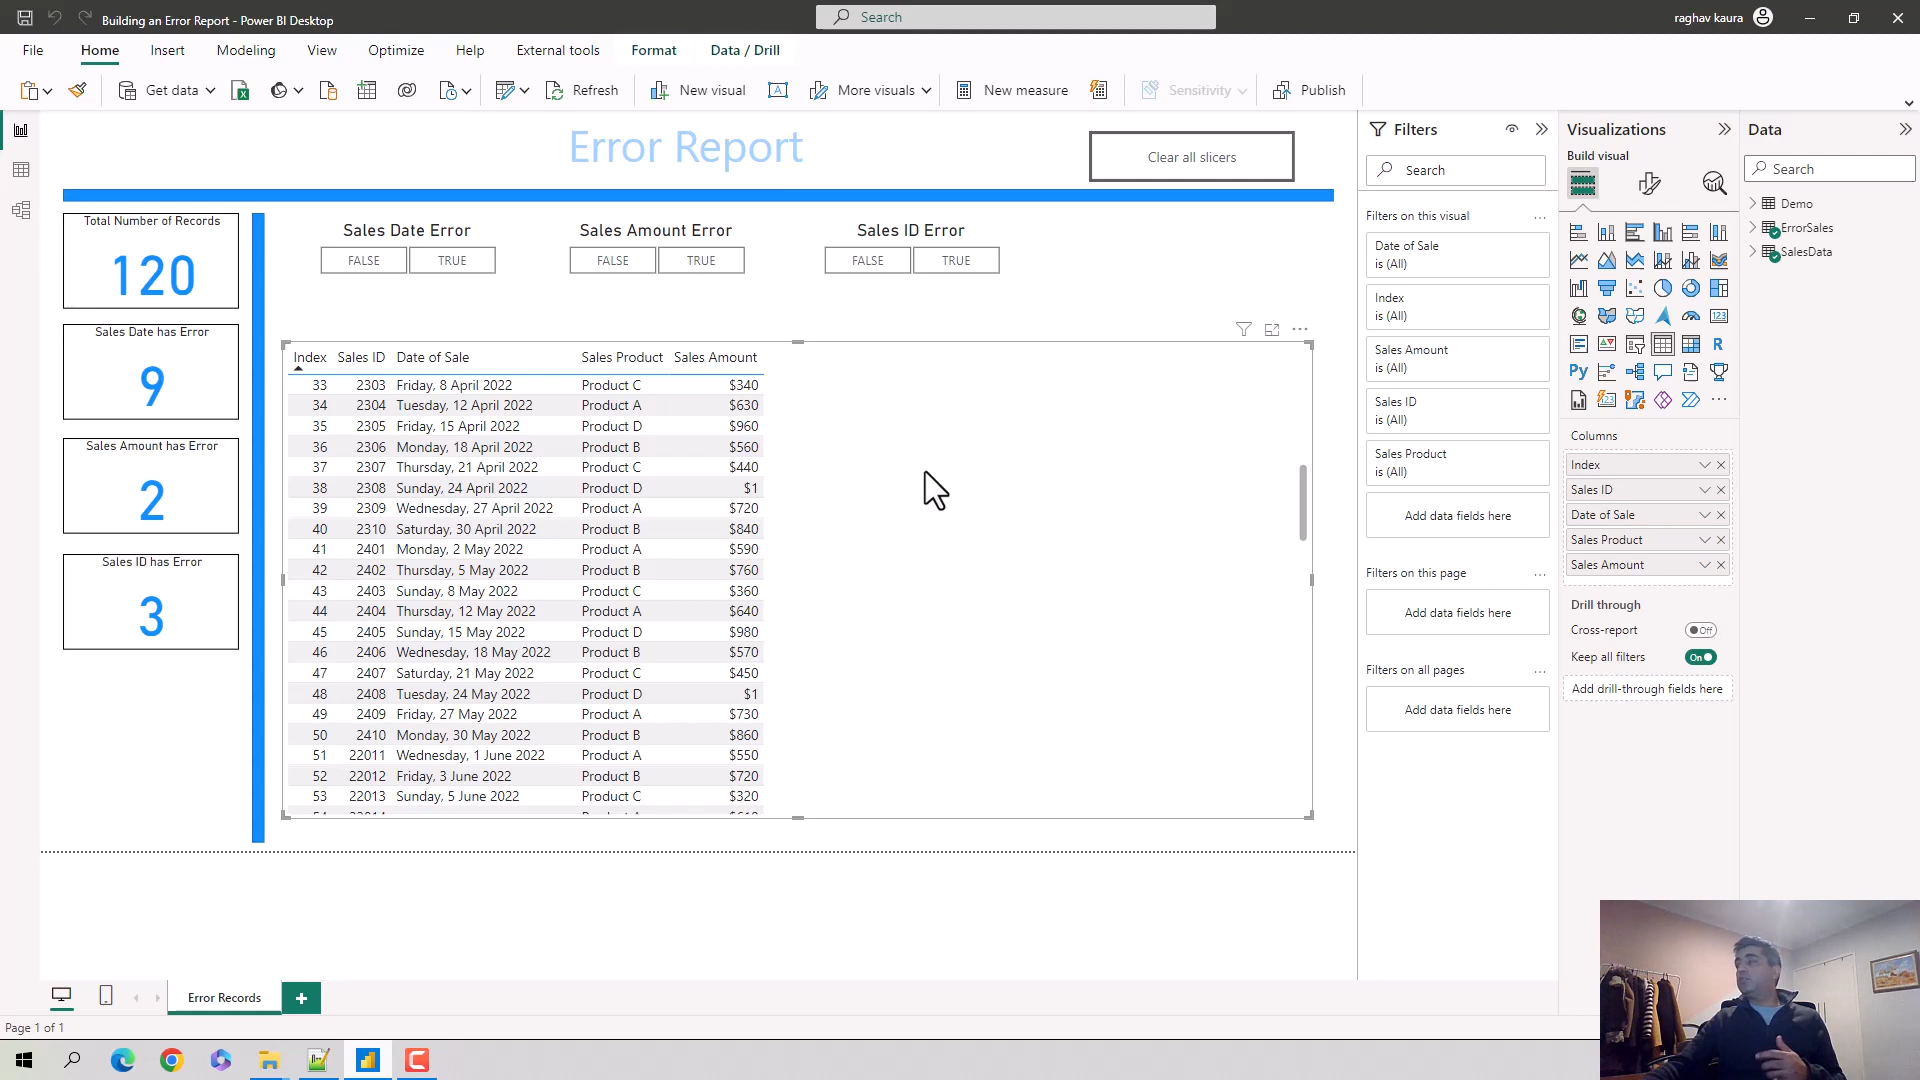 Building an Error Report - Power BI Desktop
Search
raghav kaura
File
Home
Insert
Modeling
View
Optimize
Help
External tools
Format
Data / Drill
Get data
Refresh
New visual
More visuals
New measure
Sensitivity
Publish
Error Report
Clear all slicers
Total Number of Records
120
Sales Date has Error
9
Sales Amount has Error
2
Sales ID has Error
3
Sales Date Error
FALSE TRUE
Sales Amount Error
FALSE TRUE
Sales ID Error
FALSE TRUE
Index Sales ID Date of Sale Sales Product Sales Amount
33 2303 Friday, 8 April 2022 Product C $340
34 2304 Tuesday, 12 April 2022 Product A $630
35 2305 Friday, 15 April 2022 Product D $960
36 2306 Monday, 18 April 2022 Product B $560
37 2307 Thursday, 21 April 2022 Product C $440
38 2308 Sunday, 24 April 2022 Product D $1
39 2309 Wednesday, 27 April 2022 Product A $720
40 2310 Saturday, 30 April 2022 Product B $840
41 2401 Monday, 2 May 2022 Product A $590
42 2402 Thursday, 5 May 2022 Product B $760
43 2403 Sunday, 8 May 2022 Product C $360
44 2404 Thursday, 12 May 2022 Product A $640
45 2405 Sunday, 15 May 2022 Product D $980
46 2406 Wednesday, 18 May 2022 Product B $570
47 2407 Saturday, 21 May 2022 Product C $450
48 2408 Tuesday, 24 May 2022 Product D $1
49 2409 Friday, 27 May 2022 Product A $730
50 2410 Monday, 30 May 2022 Product B $860
51 22011 Wednesday, 1 June 2022 Product A $550
52 22012 Friday, 3 June 2022 Product B $720
53 22013 Sunday, 5 June 2022 Product C $320
Filters
Search
Filters on this visual
Date of Sale
is (All)
Index
is (All)
Sales Amount
is (All)
Sales ID
is (All)
Sales Product
is (All)
Add data fields here
Filters on this page
Add data fields here
Filters on all pages
Add data fields here
Visualizations
Build visual
123
R
Py
Columns
Index
Sales ID
Date of Sale
Sales Product
Sales Amount
Drill through
Cross-report
Off
Keep all filters
On
Add drill-through fields here
Data
Search
Demo
ErrorSales
SalesData
Error Records
Page 1 of 1